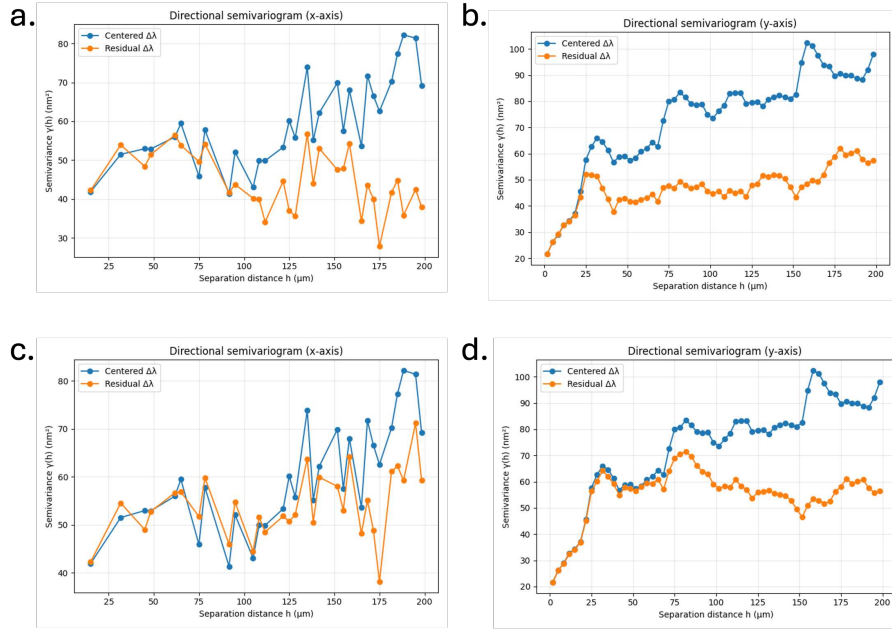 a.
Directional semivariogram (x-axis)
Centered Δλ
Residual Δλ
Semivariance γ(h) (nm²)
80
70
60
50
40
30
25 50 75 100 125 150 175 200
Separation distance h (μm)
b.
Directional semivariogram (y-axis)
Centered Δλ
Residual Δλ
Semivariance γ(h) (nm²)
100
90
80
70
60
50
40
30
20
0 25 50 75 100 125 150 175 200
Separation distance h (μm)
c.
Directional semivariogram (x-axis)
Centered Δλ
Residual Δλ
Semivariance γ(h) (nm²)
80
70
60
50
40
25 50 75 100 125 150 175 200
Separation distance h (μm)
d.
Directional semivariogram (y-axis)
Centered Δλ
Residual Δλ
Semivariance γ(h) (nm²)
100
90
80
70
60
50
40
30
20
0 25 50 75 100 125 150 175 200
Separation distance h (μm)